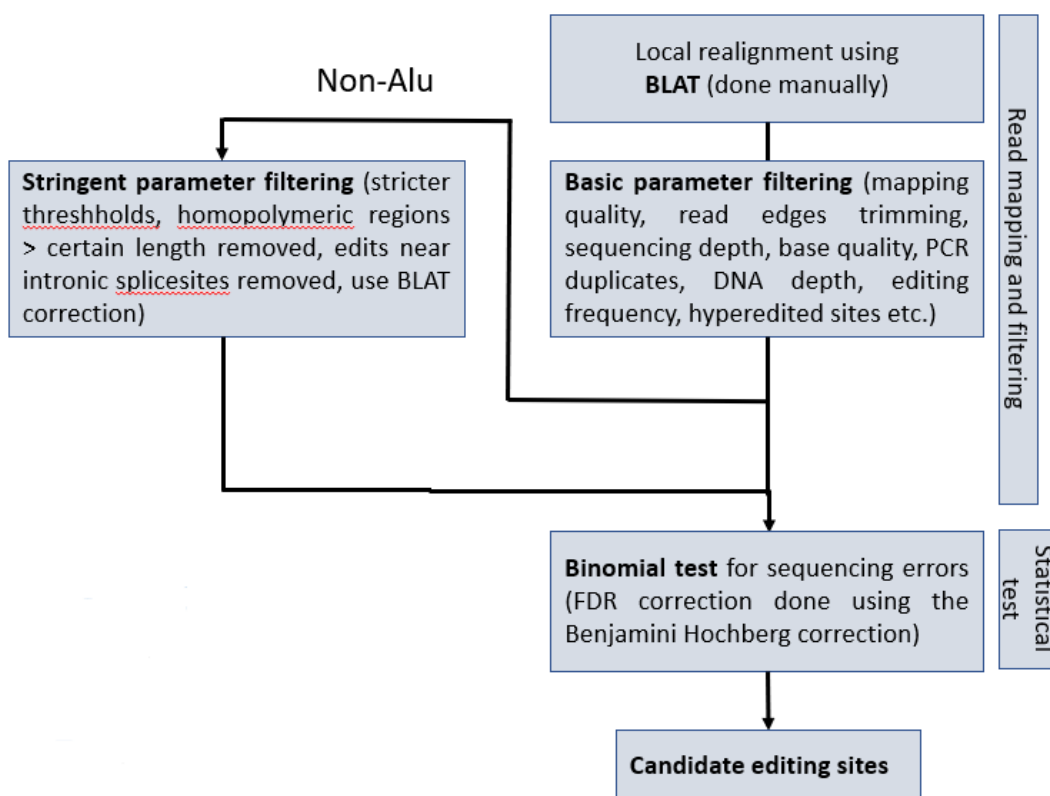 Non-Alu
Local realignment using
BLAT (done manually)
Stringent parameter filtering (stricter
threshholds, homopolymeric regions
> certain length removed, edits near
intronic splicesites removed, use BLAT
correction)
Basic parameter filtering (mapping
quality, read edges trimming,
sequencing depth, base quality, PCR
duplicates, DNA depth, editing
frequency, hyperedited sites etc.)
Read mapping and filtering
Binomial test for sequencing errors
(FDR correction done using the
Benjamini Hochberg correction)
Statistical
test
Candidate editing sites